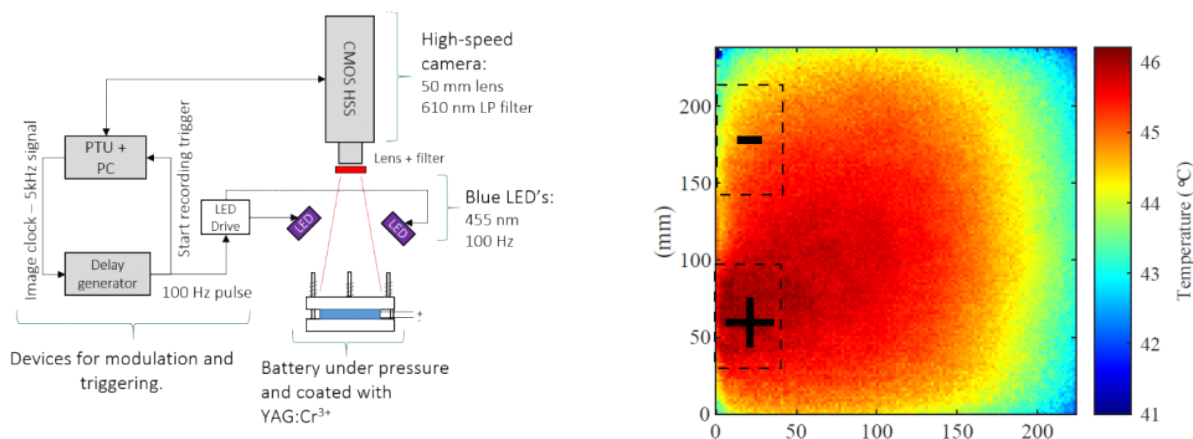 CMOS HSS
High-speed
camera:
50 mm lens
610 nm LP filter
Lens + filter
PTU +
PC
Image clock – 5kHz signal
Start recording trigger
LED
Drive
LED
LED
Blue LED's:
455 nm
100 Hz
Delay
generator
100 Hz pulse
+
-
Devices for modulation and
triggering.
Battery under pressure
and coated with
YAG:Cr³⁺
200
150
100
50
0
(mm)
0
50
100
150
200
−
+
46
45
44
43
42
41
Temperature (°C)